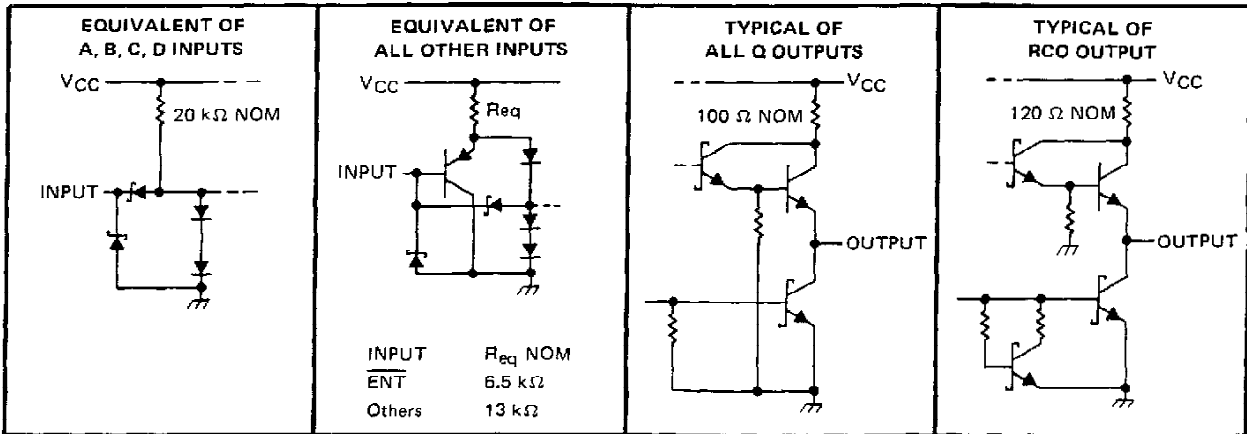 EQUIVALENT OF
A, B, C, D INPUTS
VCC
20 kΩ NOM
INPUT
EQUIVALENT OF
ALL OTHER INPUTS
VCC
Req
INPUT
INPUT Req NOM
ENT 6.5 kΩ
Others 13 kΩ
TYPICAL OF
ALL Q OUTPUTS
VCC
100 Ω NOM
OUTPUT
TYPICAL OF
RCO OUTPUT
VCC
120 Ω NOM
OUTPUT